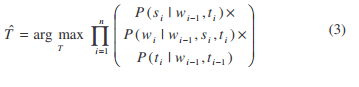 T̂ = arg max_T ∏_{i=1}^{n} ( P(s_i | w_{i-1}, t_i) ×
P(w_i | w_{i-1}, s_i, t_i) ×
P(t_i | w_{i-1}, t_{i-1}) ) (3)